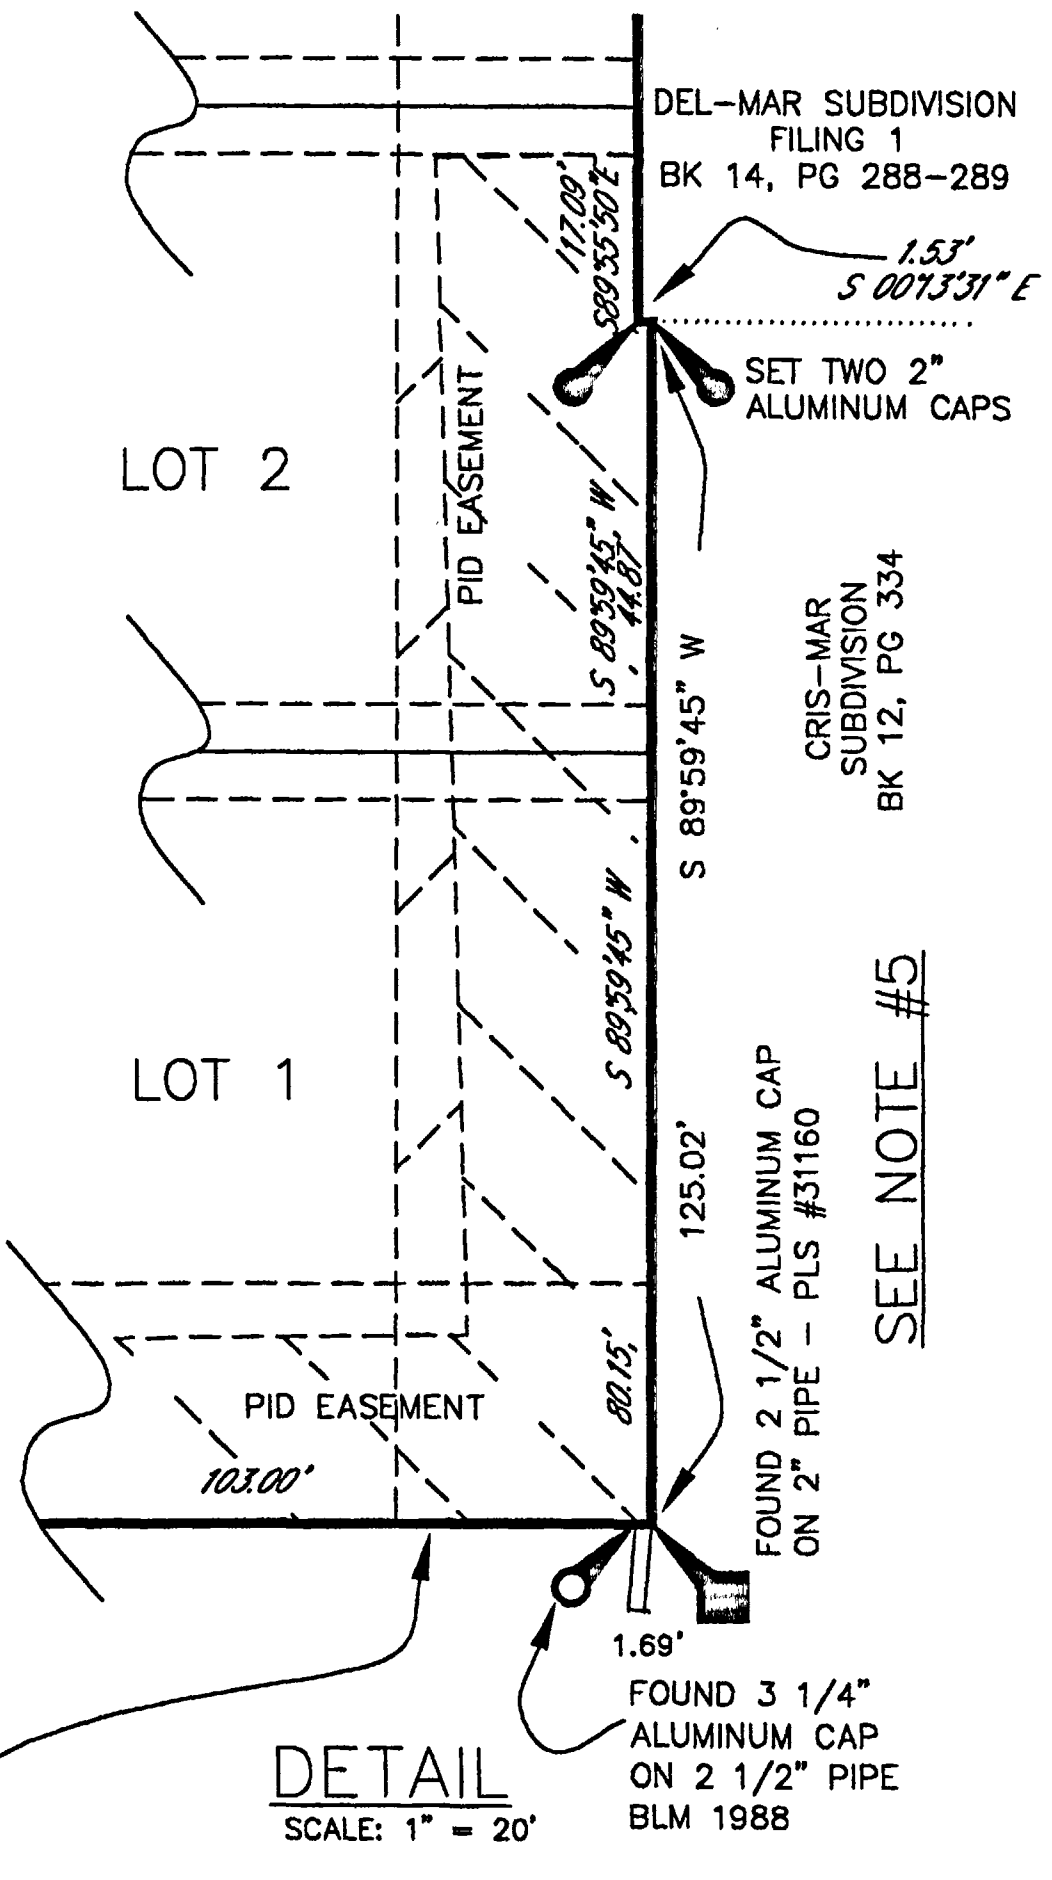 DEL-MAR SUBDIVISION
FILING 1
BK 14, PG 288-289
117.09'
S89°55'50"E
1.53'
S 00°13'31" E
SET TWO 2"
ALUMINUM CAPS
PID EASEMENT
LOT 2
S 89°59'45" W
44.87'
S 89°59'45" W
CRIS-MAR
SUBDIVISION
BK 12, PG 334
S 89°59'45" W
LOT 1
125.02'
FOUND 2 1/2" ALUMINUM CAP
ON 2" PIPE - PLS #31160
SEE NOTE #5
80.15'
PID EASEMENT
103.00'
1.69'
FOUND 3 1/4"
ALUMINUM CAP
ON 2 1/2" PIPE
BLM 1988
DETAIL
SCALE: 1" = 20'